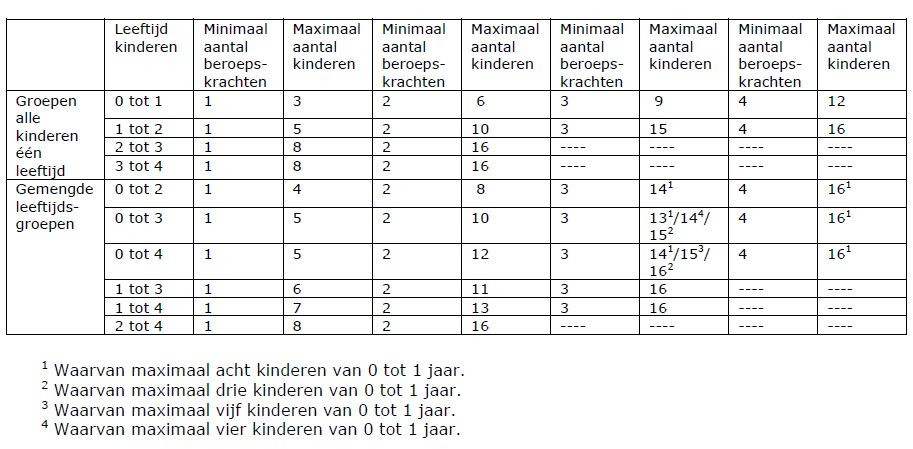 Leeftijd kinderen | Minimaal aantal beroeps-krachten | Maximaal aantal kinderen | Minimaal aantal beroeps-krachten | Maximaal aantal kinderen | Minimaal aantal beroeps-krachten | Maximaal aantal kinderen | Minimaal aantal beroeps-krachten | Maximaal aantal kinderen
Groepen alle kinderen één leeftijd | 0 tot 1 | 1 | 3 | 2 | 6 | 3 | 9 | 4 | 12
1 tot 2 | 1 | 5 | 2 | 10 | 3 | 15 | 4 | 16
2 tot 3 | 1 | 8 | 2 | 16 | ---- | ---- | ---- | ----
3 tot 4 | 1 | 8 | 2 | 16 | ---- | ---- | ---- | ----
Gemengde leeftijds-groepen | 0 tot 2 | 1 | 4 | 2 | 8 | 3 | 14¹ | 4 | 16¹
0 tot 3 | 1 | 5 | 2 | 10 | 3 | 13¹/14⁴/15² | 4 | 16¹
0 tot 4 | 1 | 5 | 2 | 12 | 3 | 14¹/15³/16² | 4 | 16¹
1 tot 3 | 1 | 6 | 2 | 11 | 3 | 16 | ---- | ----
1 tot 4 | 1 | 7 | 2 | 13 | 3 | 16 | ---- | ----
2 tot 4 | 1 | 8 | 2 | 16 | ---- | ---- | ---- | ----
¹ Waarvan maximaal acht kinderen van 0 tot 1 jaar.
² Waarvan maximaal drie kinderen van 0 tot 1 jaar.
³ Waarvan maximaal vijf kinderen van 0 tot 1 jaar.
⁴ Waarvan maximaal vier kinderen van 0 tot 1 jaar.